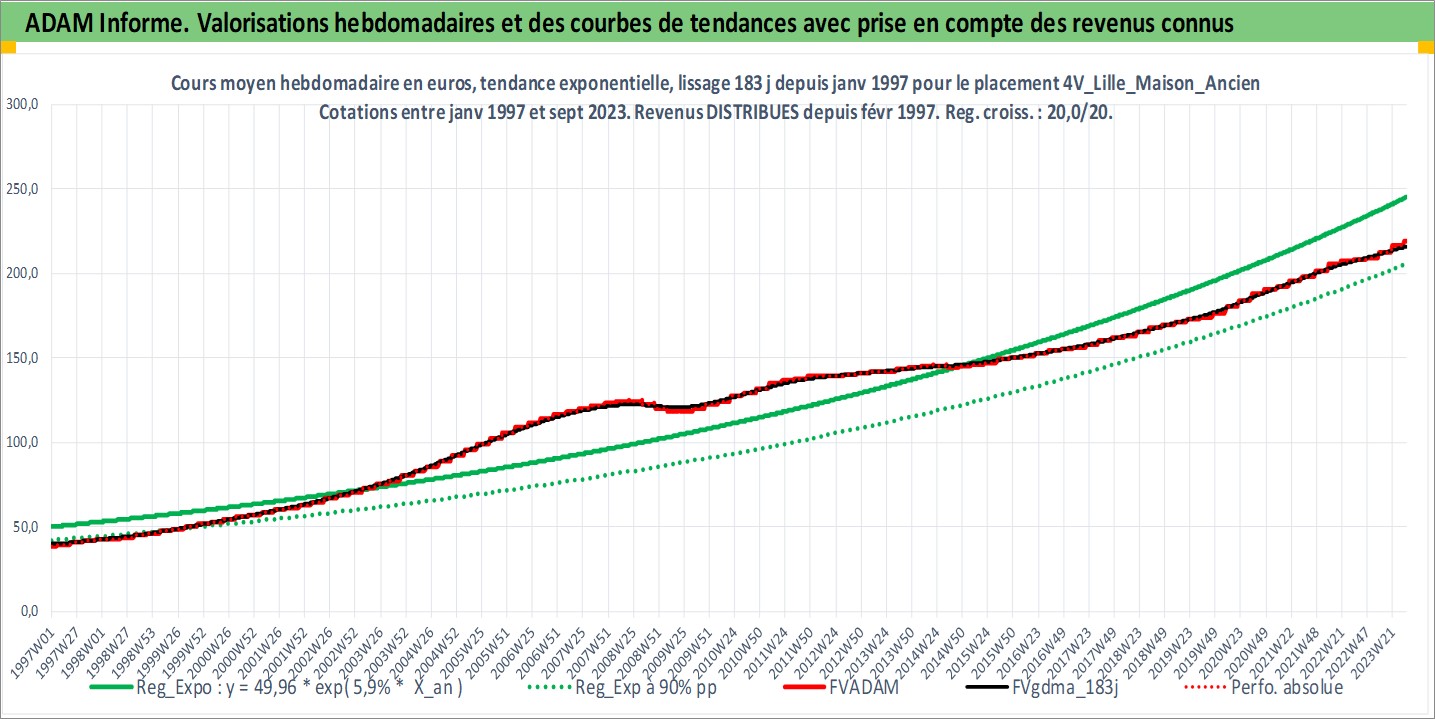 ADAM Informe. Valorisations hebdomadaires et des courbes de tendances avec prise en compte des revenus connus
Cours moyen hebdomadaire en euros, tendance exponentielle, lissage 183 j depuis janv 1997 pour le placement 4V_Lille_Maison_Ancien
Cotations entre janv 1997 et sept 2023. Revenus DISTRIBUES depuis févr 1997. Reg. croiss. : 20,0/20.
300,0
250,0
200,0
150,0
100,0
50,0
0,0
1997W01
1997W27
1998W01
1998W27
1998W53
1999W26
1999W52
2000W26
2000W52
2001W26
2001W52
2002W26
2002W52
2003W26
2003W52
2004W26
2004W52
2005W25
2005W51
2006W25
2006W51
2007W25
2007W51
2008W25
2008W51
2009W25
2009W51
2010W24
2010W50
2011W24
2011W50
2012W24
2012W50
2013W24
2013W50
2014W24
2014W50
2015W24
2015W50
2016W23
2016W49
2017W23
2017W49
2018W23
2018W49
2019W23
2019W49
2020W23
2020W49
2021W22
2021W48
2022W21
2022W47
2023W21
Reg_Expo : y = 49,96 * exp( 5,9% * X_an )
Reg_Exp à 90% pp
FVADAM
FVgdma_183j
Perfo. absolue